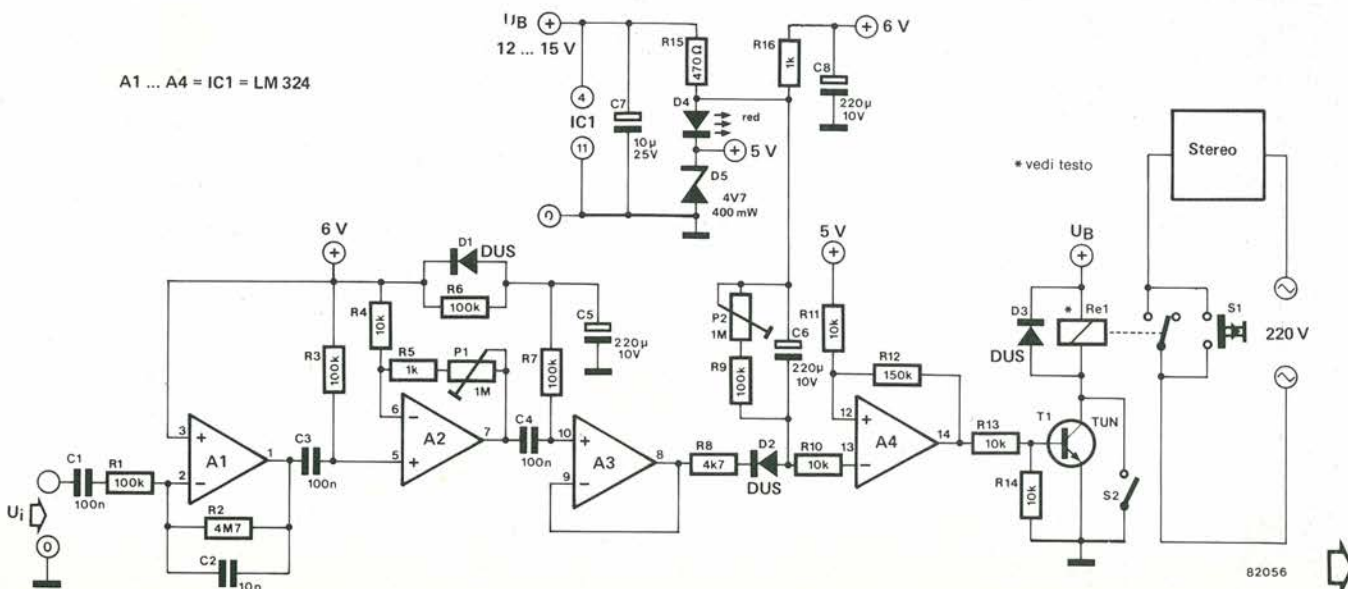 UB
12 ... 15 V
A1 ... A4 = IC1 = LM 324
4
IC1
11
0
C7
10µ
25V
R15
470Ω
D4
red
5 V
D5
4V7
400 mW
R16
1k
6 V
C8
220µ
10V
* vedi testo
Stereo
6 V
D1
DUS
R6
100k
R4
10k
R3
100k
R5
1k
P1
1M
R7
100k
C5
220µ
10V
P2
1M
R9
100k
C6
220µ
10V
5 V
R11
10k
R12
150k
UB
D3
DUS
*
Re1
S1
220 V
Ui
0
C1
100n
R1
100k
3
+
2
–
A1
1
R2
4M7
C2
10n
C3
100n
6
–
5
+
A2
7
C4
100n
10
+
9
–
A3
8
R8
4k7
D2
DUS
R10
10k
12
+
13
–
A4
14
R13
10k
R14
10k
T1
TUN
S2
82056